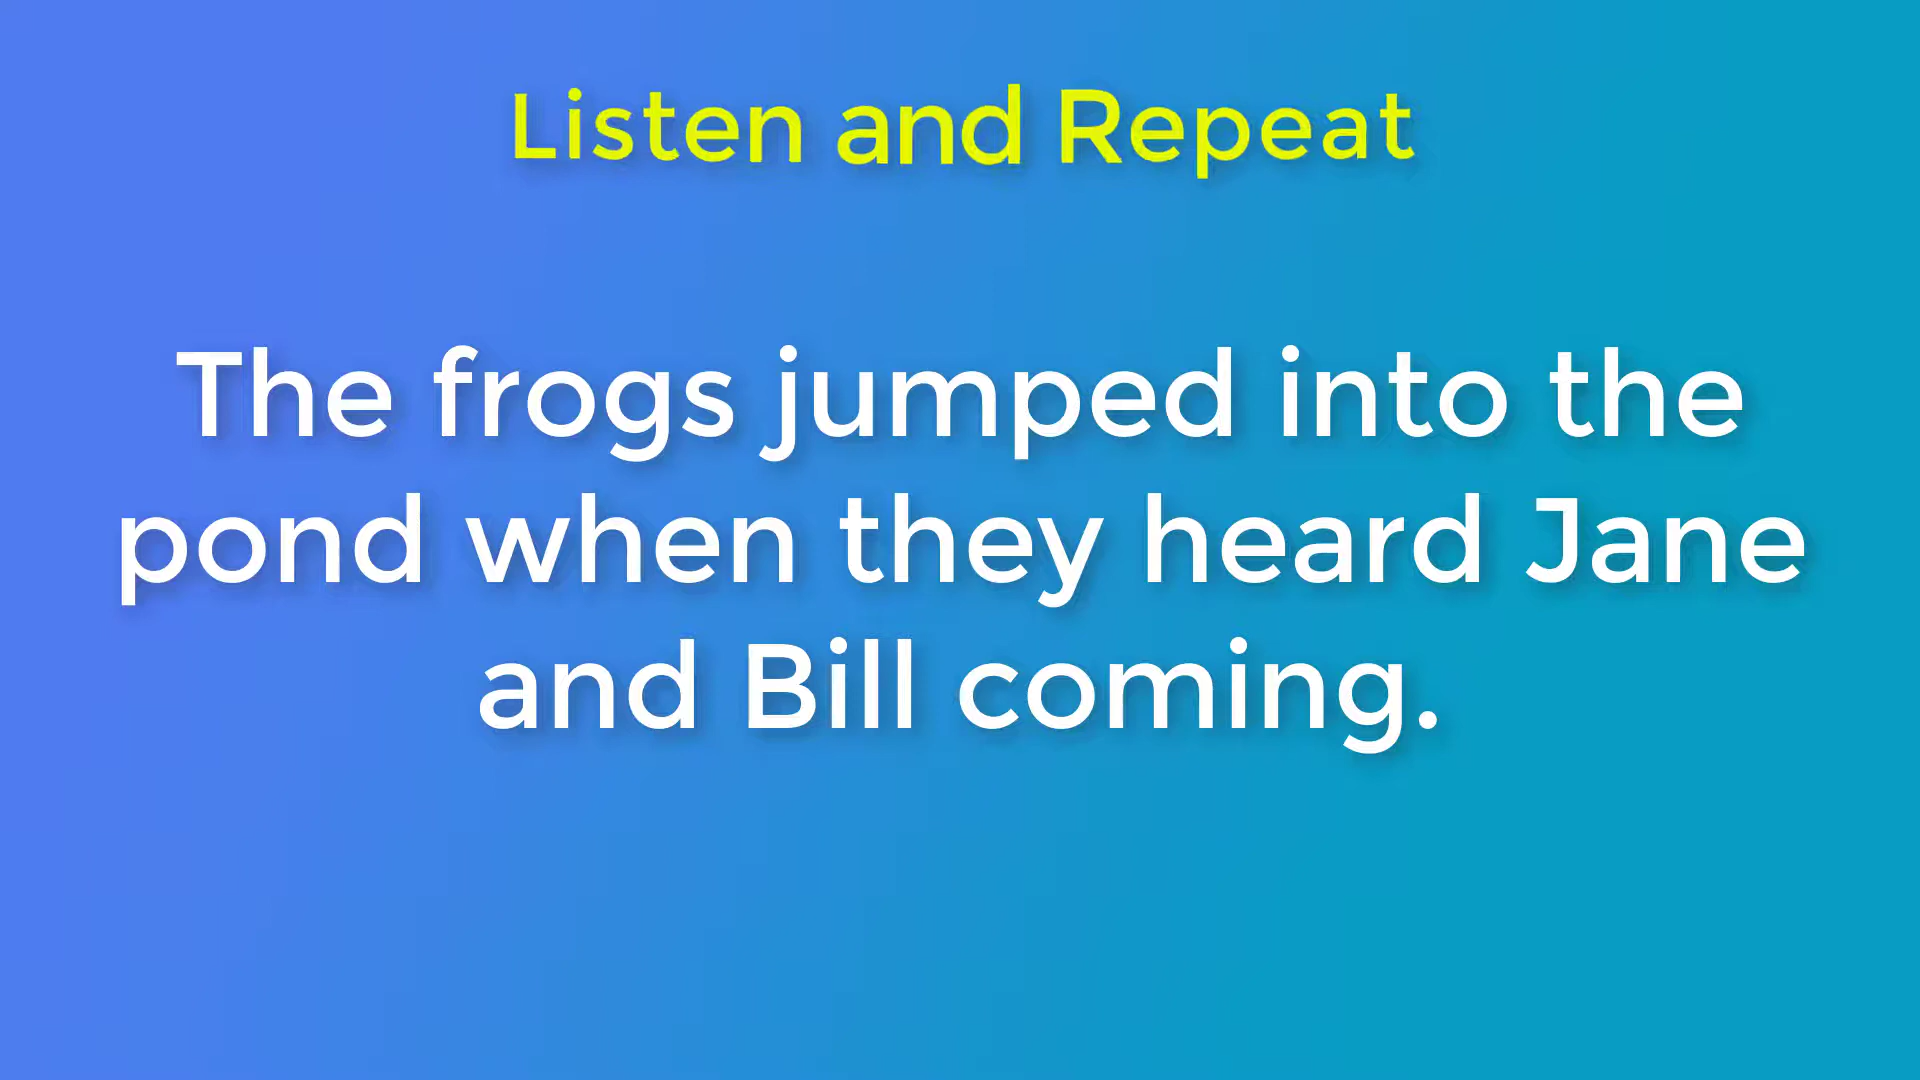 Listen and Repeat
The frogs jumped into the
pond when they heard Jane
and Bill coming.